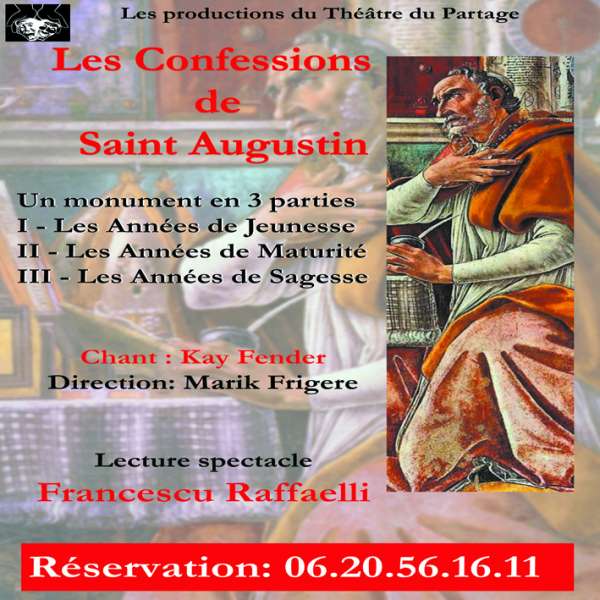 Les productions du Théâtre du Partage
Les Confessions
de
Saint Augustin
Un monument en 3 parties
I - Les Années de Jeunesse
II - Les Années de Maturité
III - Les Années de Sagesse
Chant : Kay Fender
Direction: Marik Frigere
Lecture spectacle
Francescu Raffaelli
Réservation: 06.20.56.16.11